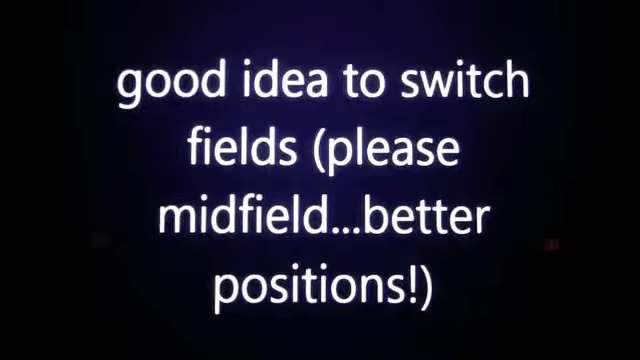 good idea to switch
fields (please
midfield...better
positions!)